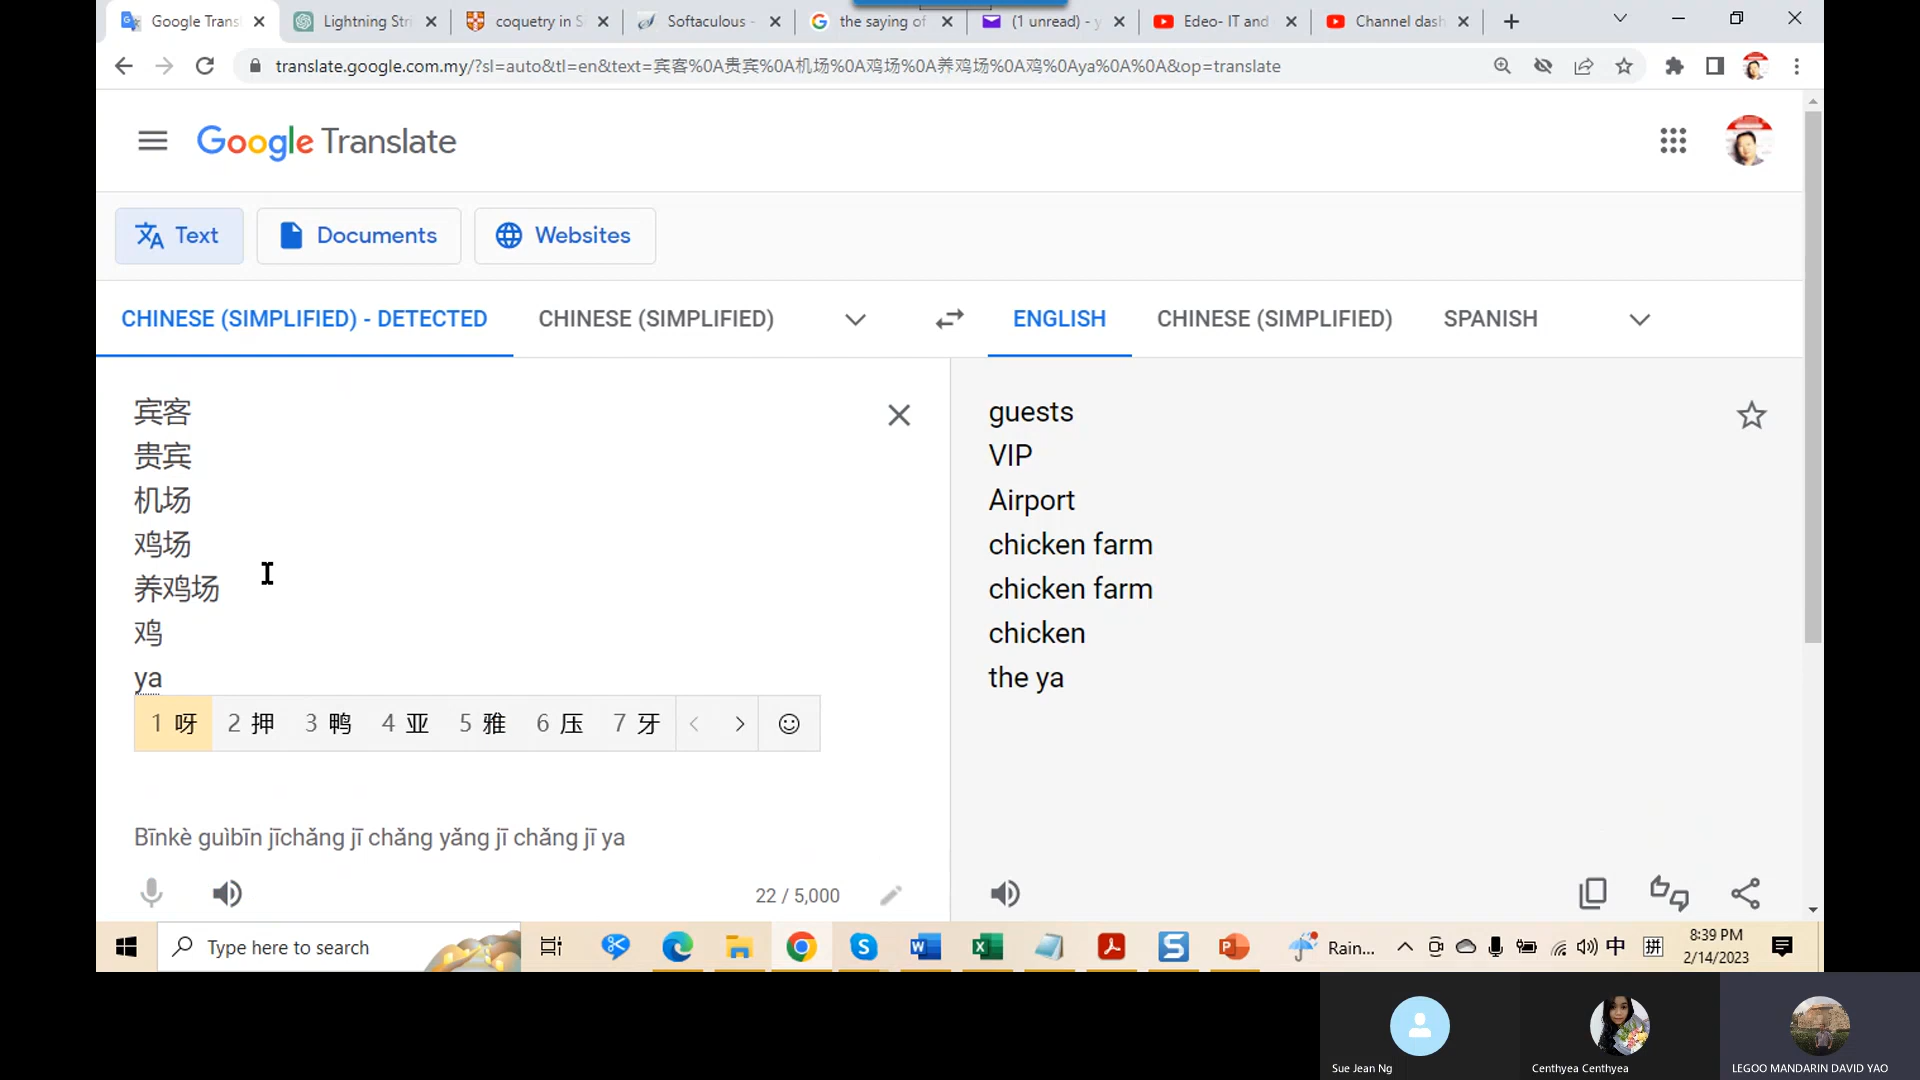 Google Trans
Lightning Stri
coquetry in S
Softaculous -
the saying of
(1 unread) - y
Edeo- IT and
Channel dash
translate.google.com.my/?sl=auto&tl=en&text=宾客%0A贵宾%0A机场%0A鸡场%0A养鸡场%0A鸡%0Aya%0A%0A&op=translate
Google Translate
Text
Documents
Websites
CHINESE (SIMPLIFIED) - DETECTED
CHINESE (SIMPLIFIED)
ENGLISH
CHINESE (SIMPLIFIED)
SPANISH
宾客
贵宾
机场
鸡场
养鸡场
鸡
ya
1 呀 2 押 3 鸭 4 亚 5 雅 6 压 7 牙
Bīnkè guìbīn jīchǎng jī chǎng yǎng jī chǎng jī ya
22 / 5,000
guests
VIP
Airport
chicken farm
chicken farm
chicken
the ya
Type here to search
Rain...
中
拼
8:39 PM
2/14/2023
Sue Jean Ng
Centhyea Centhyea
LEGOO MANDARIN DAVID YAO